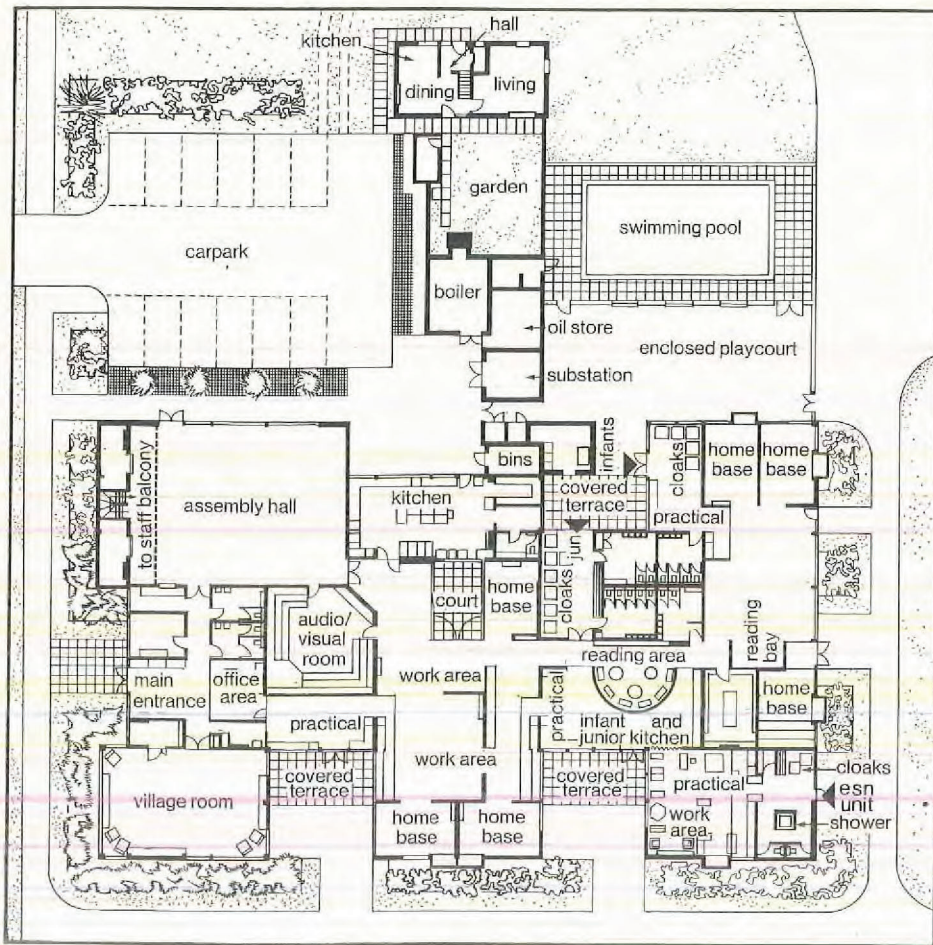 hall
kitchen
living
dining
garden
swimming pool
carpark
boiler
oil store
enclosed playcourt
substation
to staff balcony
assembly hall
bins
kitchen
infants
covered
terrace
cloaks
practical
home
base
home
base
jun
cloaks
court
home
base
audio/
visual
room
reading area
reading
bay
main
entrance
office
area
work area
practical
practical
infant and
junior kitchen
home
base
work area
village room
covered
terrace
covered
terrace
practical
work
area
cloaks
esn
unit
shower
home
base
home
base